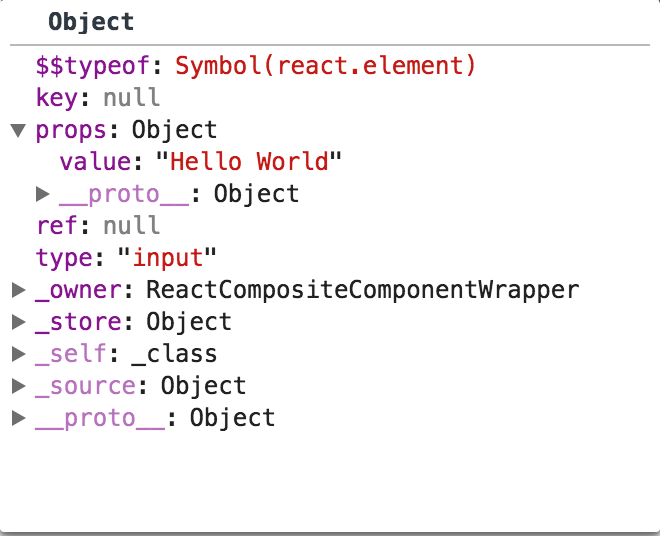 Object
$$typeof: Symbol(react.element)
key: null
props: Object
value: "Hello World"
__proto__: Object
ref: null
type: "input"
_owner: ReactCompositeComponentWrapper
_store: Object
_self: _class
_source: Object
__proto__: Object